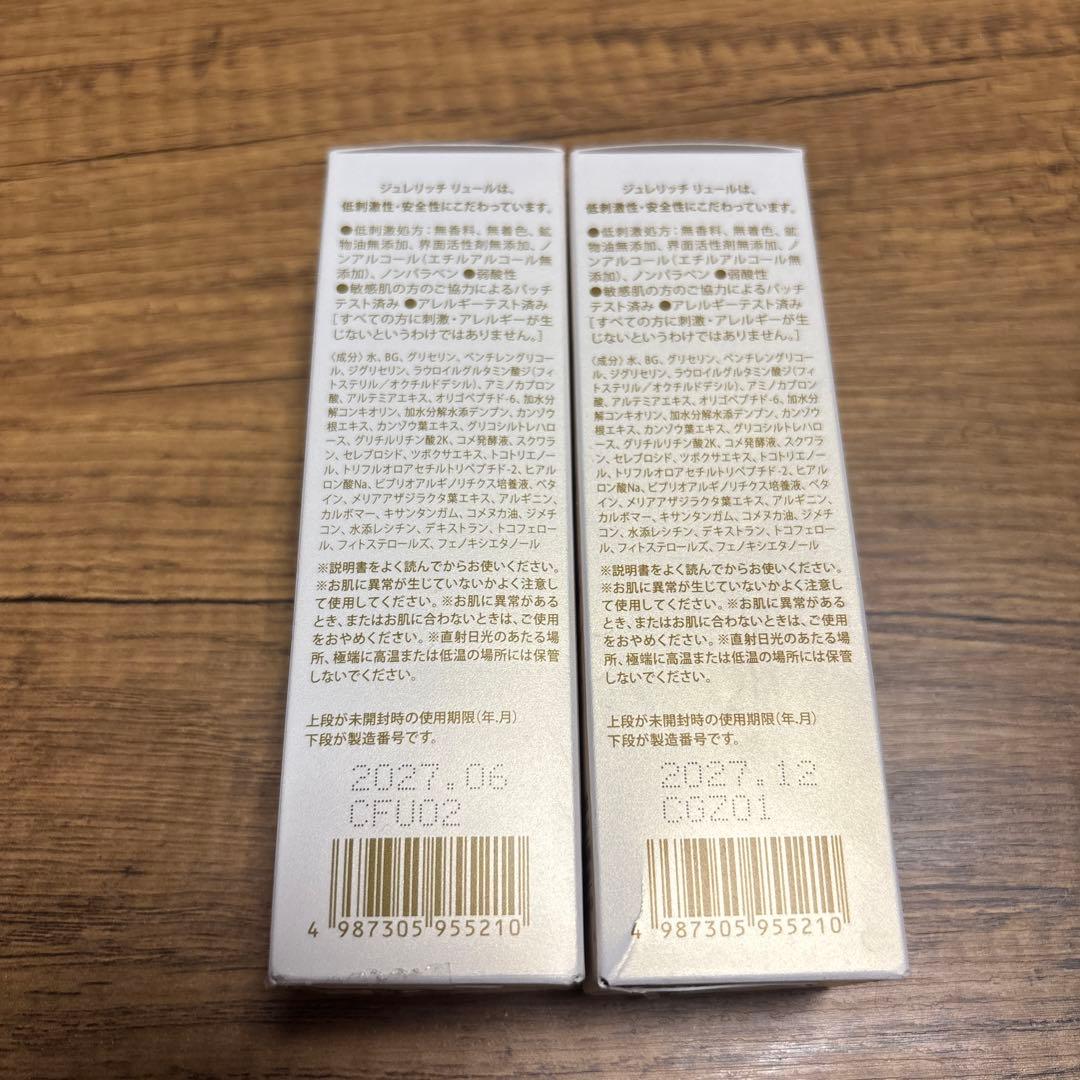 ジュレリッチ リュールは、
低刺激性・安全性にこだわっています。
●低刺激処方：無香料、無着色、鉱
物油無添加、界面活性剤無添加、ノ
ンアルコール（エチルアルコール無
添加）、ノンパラベン ●弱酸性
●敏感肌の方のご協力によるパッチ
テスト済み ●アレルギーテスト済み
［すべての方に刺激・アレルギーが生
じないというわけではありません。］
〈成分〉水、BG、グリセリン、ペンチレングリコー
ル、ジグリセリン、ラウロイルグルタミン酸ジ（フィ
トステリル／オクチルドデシル）、アミノカプロン
酸、アルテミアエキス、オリゴペプチド-6、加水分
解コンキオリン、加水分解水添デンプン、カンゾウ
根エキス、カンゾウ葉エキス、グリコシルトレハロ
ース、グリチルリチン酸2K、コメ発酵液、スクワラ
ン、セレブロシド、ツボクサエキス、トコトリエノー
ル、トリフルオロアセチルトリペプチド-2、ヒアル
ロン酸Na、ビブリオアルギノリチクス培養液、ベタ
イン、メリアアザジラクタ葉エキス、アルギニン、
カルボマー、キサンタンガム、コメヌカ油、ジメチ
コン、水添レシチン、デキストラン、トコフェロー
ル、フィトステロールズ、フェノキシエタノール
※説明書をよく読んでからお使いください。
※お肌に異常が生じていないかよく注意し
て使用してください。※お肌に異常がある
とき、またはお肌に合わないときは、ご使用
をおやめください。※直射日光のあたる場
所、極端に高温または低温の場所には保管
しないでください。
上段が未開封時の使用期限（年.月）
下段が製造番号です。
2027.06
CFU02
4 987305 955210
ジュレリッチ リュールは、
低刺激性・安全性にこだわっています。
●低刺激処方：無香料、無着色、鉱
物油無添加、界面活性剤無添加、ノ
ンアルコール（エチルアルコール無
添加）、ノンパラベン ●弱酸性
●敏感肌の方のご協力によるパッチ
テスト済み ●アレルギーテスト済み
［すべての方に刺激・アレルギーが生
じないというわけではありません。］
〈成分〉水、BG、グリセリン、ペンチレングリコー
ル、ジグリセリン、ラウロイルグルタミン酸ジ（フィ
トステリル／オクチルドデシル）、アミノカプロン
酸、アルテミアエキス、オリゴペプチド-6、加水分
解コンキオリン、加水分解水添デンプン、カンゾウ
根エキス、カンゾウ葉エキス、グリコシルトレハロ
ース、グリチルリチン酸2K、コメ発酵液、スクワラ
ン、セレブロシド、ツボクサエキス、トコトリエノー
ル、トリフルオロアセチルトリペプチド-2、ヒアル
ロン酸Na、ビブリオアルギノリチクス培養液、ベ
タイン、メリアアザジラクタ葉エキス、アルギニン、
カルボマー、キサンタンガム、コメヌカ油、ジメチ
コン、水添レシチン、デキストラン、トコフェロー
ル、フィトステロールズ、フェノキシエタノール
※説明書をよく読んでからお使いください。
※お肌に異常が生じていないかよく注意し
て使用してください。※お肌に異常がある
とき、またはお肌に合わないときは、ご使用
をおやめください。※直射日光のあたる場
所、極端に高温または低温の場所には保管
しないでください。
上段が未開封時の使用期限（年.月）
下段が製造番号です。
2027.12
CGZ01
4 987305 955210